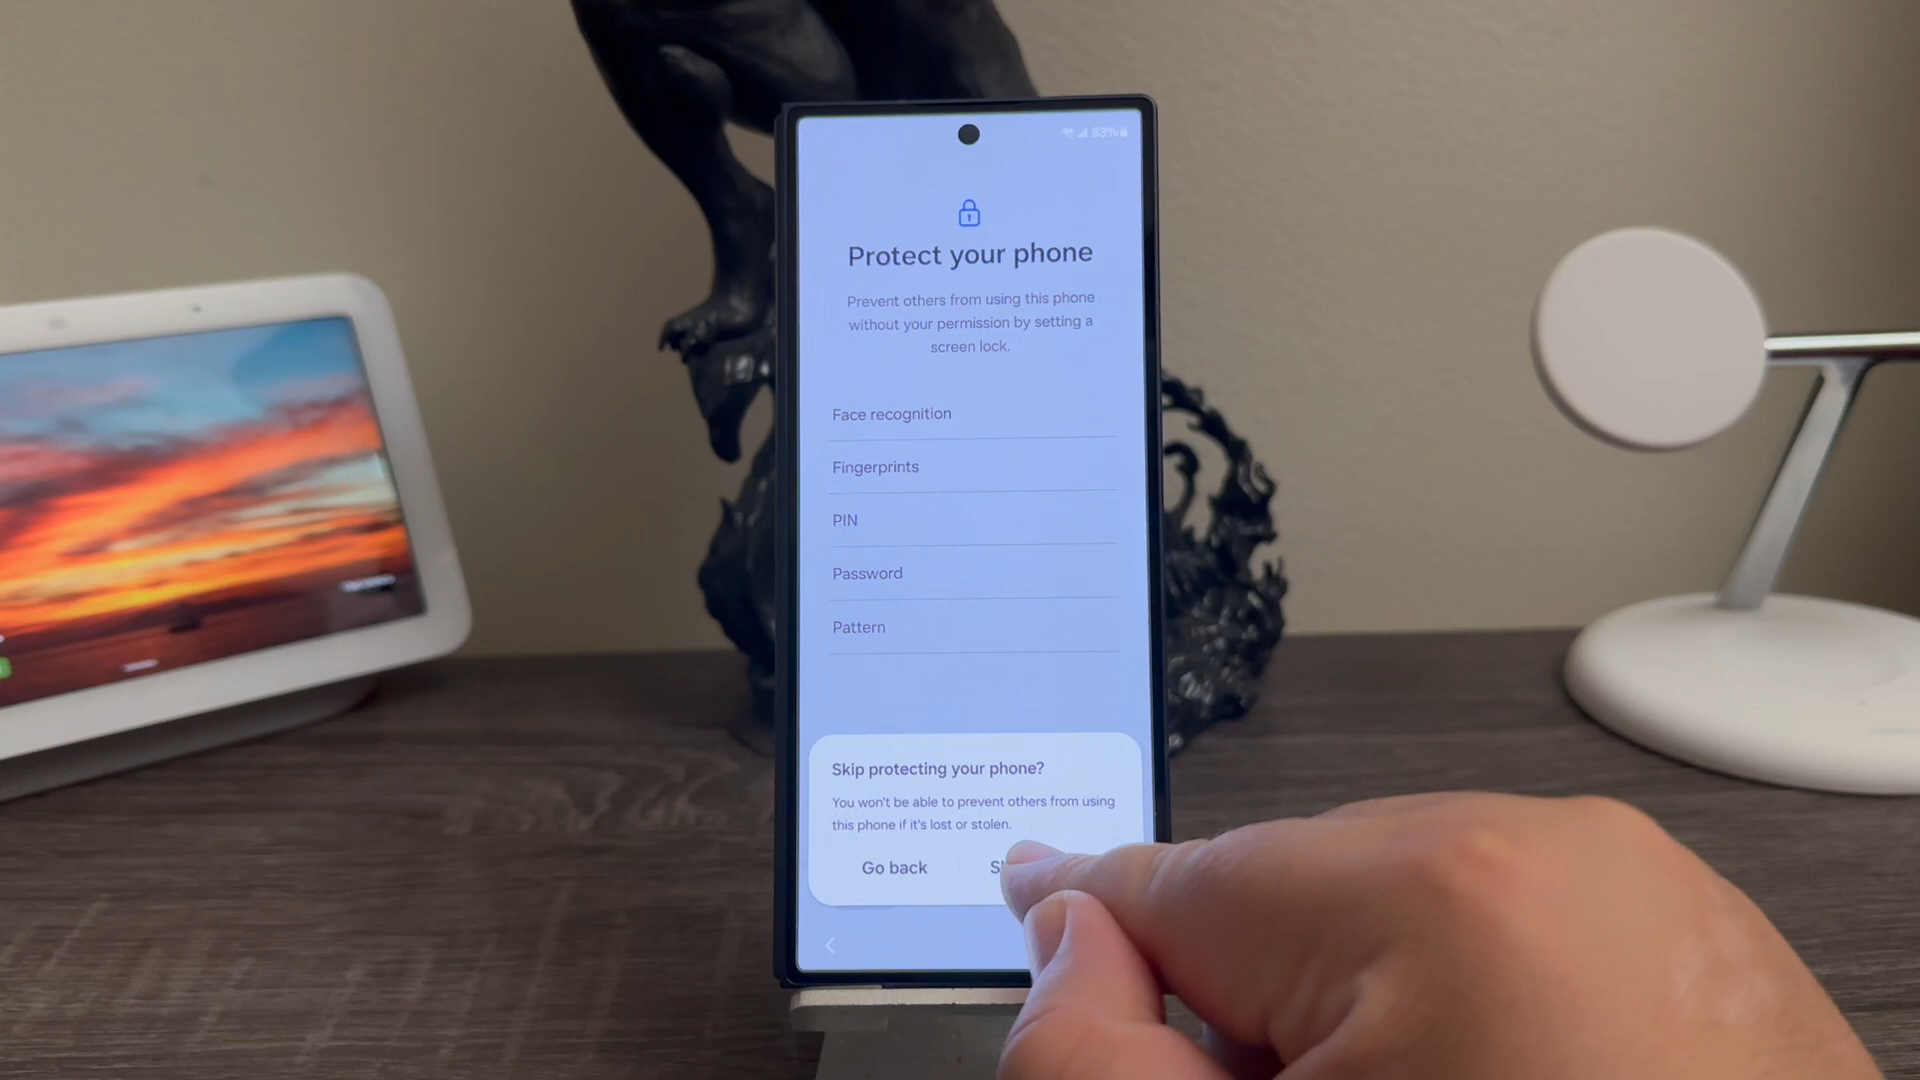 83%
Protect your phone
Prevent others from using this phone
without your permission by setting a
screen lock.
Face recognition
Fingerprints
PIN
Password
Pattern
Skip protecting your phone?
You won't be able to prevent others from using
this phone if it's lost or stolen.
Go back